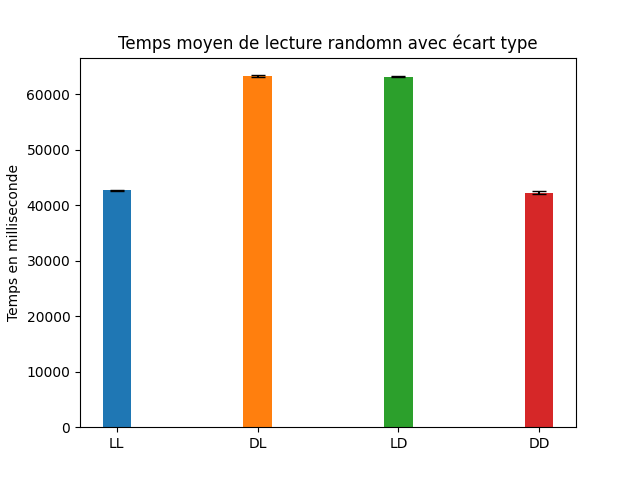 Temps moyen de lecture randomn avec écart type
Temps en milliseconde
60000
50000
40000
30000
20000
10000
0
LL DL LD DD